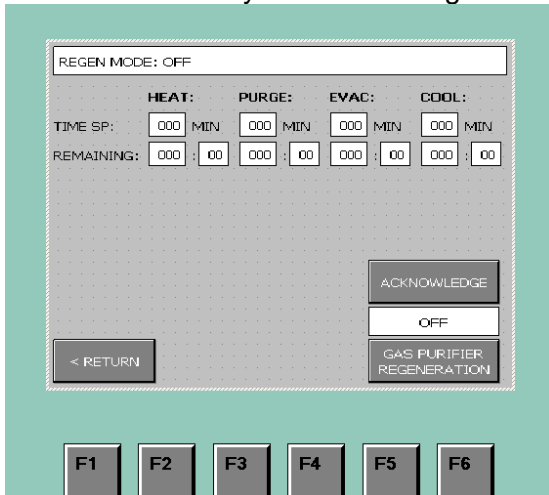 REGEN MODE: OFF
HEAT: PURGE: EVAC: COOL:
TIME SP: 000 MIN 000 MIN 000 MIN 000 MIN
REMAINING: 000 : 00 000 : 00 000 : 00 000 : 00
ACKNOWLEDGE
OFF
< RETURN
GAS PURIFIER
REGENERATION
F1 F2 F3 F4 F5 F6